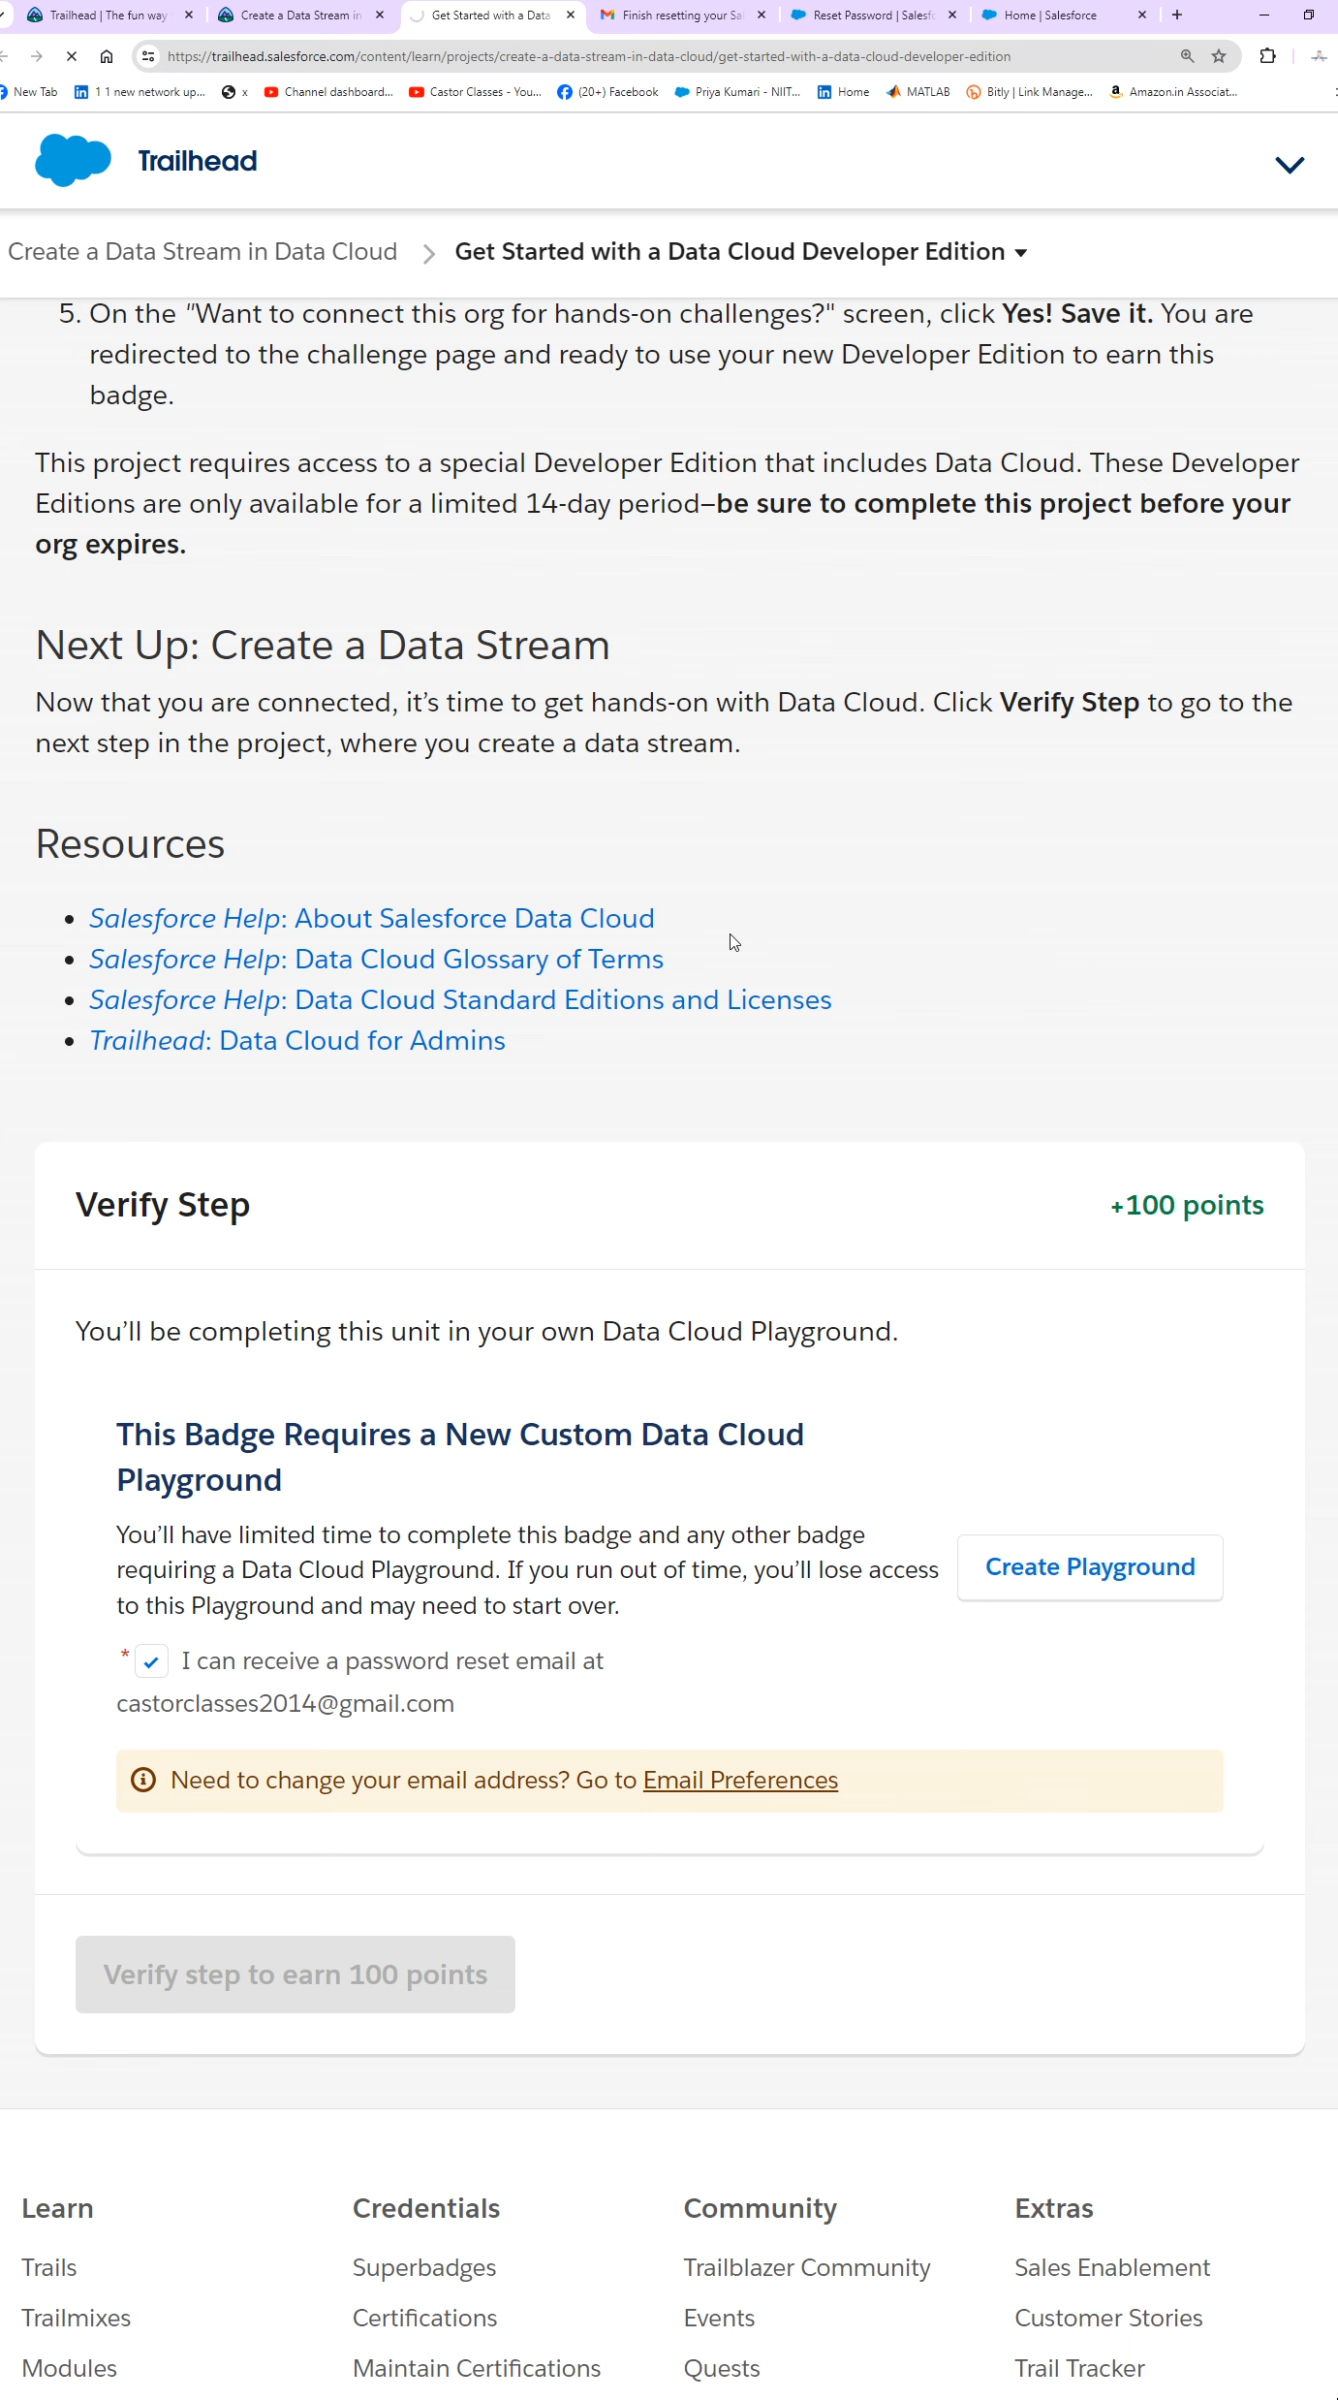 Trailhead | The fun way
Create a Data Stream in
Get Started with a Data
Finish resetting your Sal
Reset Password | Salesfo
Home | Salesforce
https://trailhead.salesforce.com/content/learn/projects/create-a-data-stream-in-data-cloud/get-started-with-a-data-cloud-developer-edition
New Tab
1 1 new network up...
x
Channel dashboard...
Castor Classes - You...
(20+) Facebook
Priya Kumari - NIIT...
Home
MATLAB
Bitly | Link Manage...
Amazon.in Associat...
Trailhead
Create a Data Stream in Data Cloud > Get Started with a Data Cloud Developer Edition
5. On the "Want to connect this org for hands-on challenges?" screen, click Yes! Save it. You are
redirected to the challenge page and ready to use your new Developer Edition to earn this
badge.
This project requires access to a special Developer Edition that includes Data Cloud. These Developer
Editions are only available for a limited 14-day period—be sure to complete this project before your
org expires.
Next Up: Create a Data Stream
Now that you are connected, it’s time to get hands-on with Data Cloud. Click Verify Step to go to the
next step in the project, where you create a data stream.
Resources
• Salesforce Help: About Salesforce Data Cloud
• Salesforce Help: Data Cloud Glossary of Terms
• Salesforce Help: Data Cloud Standard Editions and Licenses
• Trailhead: Data Cloud for Admins
Verify Step
+100 points
You’ll be completing this unit in your own Data Cloud Playground.
This Badge Requires a New Custom Data Cloud
Playground
You’ll have limited time to complete this badge and any other badge
requiring a Data Cloud Playground. If you run out of time, you’ll lose access
to this Playground and may need to start over.
Create Playground
* I can receive a password reset email at
castorclasses2014@gmail.com
Need to change your email address? Go to Email Preferences
Verify step to earn 100 points
Learn
Trails
Trailmixes
Modules
Credentials
Superbadges
Certifications
Maintain Certifications
Community
Trailblazer Community
Events
Quests
Extras
Sales Enablement
Customer Stories
Trail Tracker